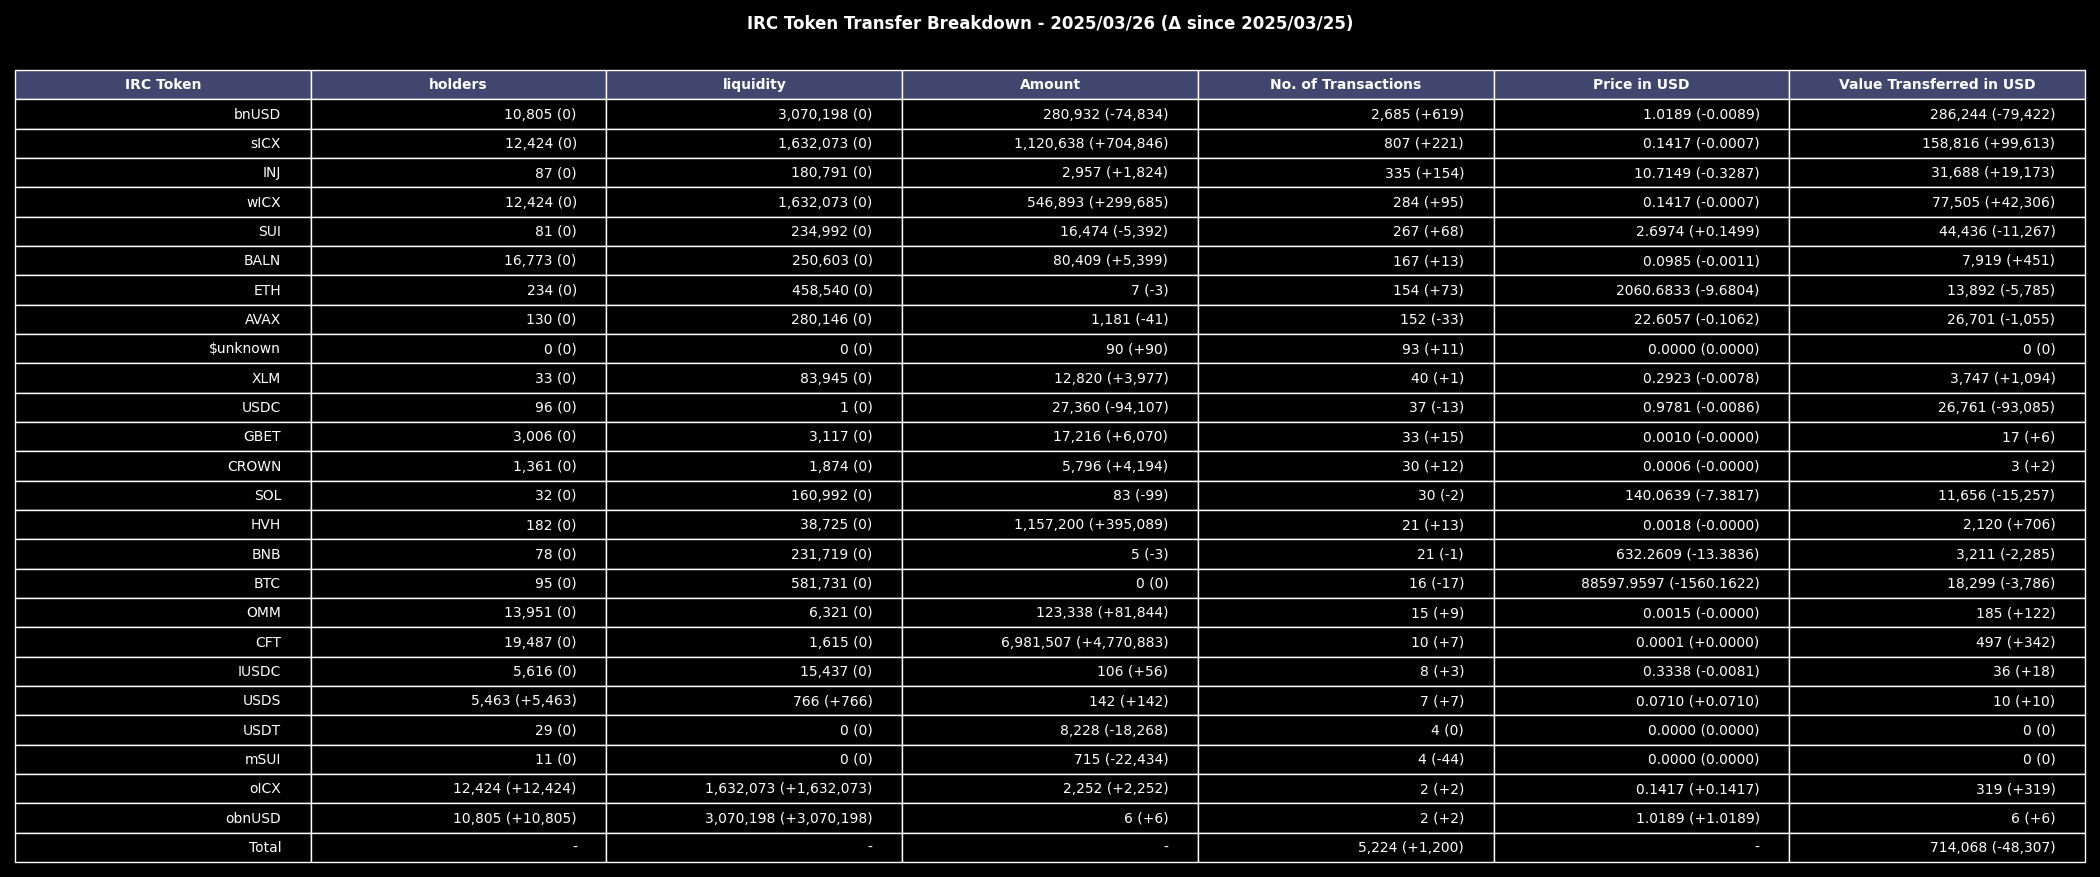 IRC Token Transfer Breakdown - 2025/03/26 (Δ since 2025/03/25)
IRC Token holders liquidity Amount No. of Transactions Price in USD Value Transferred in USD
bnUSD 10,805 (0) 3,070,198 (0) 280,932 (-74,834) 2,685 (+619) 1.0189 (-0.0089) 286,244 (-79,422)
sICX 12,424 (0) 1,632,073 (0) 1,120,638 (+704,846) 807 (+221) 0.1417 (-0.0007) 158,816 (+99,613)
INJ 87 (0) 180,791 (0) 2,957 (+1,824) 335 (+154) 10.7149 (-0.3287) 31,688 (+19,173)
wICX 12,424 (0) 1,632,073 (0) 546,893 (+299,685) 284 (+95) 0.1417 (-0.0007) 77,505 (+42,306)
SUI 81 (0) 234,992 (0) 16,474 (-5,392) 267 (+68) 2.6974 (+0.1499) 44,436 (-11,267)
BALN 16,773 (0) 250,603 (0) 80,409 (+5,399) 167 (+13) 0.0985 (-0.0011) 7,919 (+451)
ETH 234 (0) 458,540 (0) 7 (-3) 154 (+73) 2060.6833 (-9.6804) 13,892 (-5,785)
AVAX 130 (0) 280,146 (0) 1,181 (-41) 152 (-33) 22.6057 (-0.1062) 26,701 (-1,055)
$unknown 0 (0) 0 (0) 90 (+90) 93 (+11) 0.0000 (0.0000) 0 (0)
XLM 33 (0) 83,945 (0) 12,820 (+3,977) 40 (+1) 0.2923 (-0.0078) 3,747 (+1,094)
USDC 96 (0) 1 (0) 27,360 (-94,107) 37 (-13) 0.9781 (-0.0086) 26,761 (-93,085)
GBET 3,006 (0) 3,117 (0) 17,216 (+6,070) 33 (+15) 0.0010 (-0.0000) 17 (+6)
CROWN 1,361 (0) 1,874 (0) 5,796 (+4,194) 30 (+12) 0.0006 (-0.0000) 3 (+2)
SOL 32 (0) 160,992 (0) 83 (-99) 30 (-2) 140.0639 (-7.3817) 11,656 (-15,257)
HVH 182 (0) 38,725 (0) 1,157,200 (+395,089) 21 (+13) 0.0018 (-0.0000) 2,120 (+706)
BNB 78 (0) 231,719 (0) 5 (-3) 21 (-1) 632.2609 (-13.3836) 3,211 (-2,285)
BTC 95 (0) 581,731 (0) 0 (0) 16 (-17) 88597.9597 (-1560.1622) 18,299 (-3,786)
OMM 13,951 (0) 6,321 (0) 123,338 (+81,844) 15 (+9) 0.0015 (-0.0000) 185 (+122)
CFT 19,487 (0) 1,615 (0) 6,981,507 (+4,770,883) 10 (+7) 0.0001 (+0.0000) 497 (+342)
IUSDC 5,616 (0) 15,437 (0) 106 (+56) 8 (+3) 0.3338 (-0.0081) 36 (+18)
USDS 5,463 (+5,463) 766 (+766) 142 (+142) 7 (+7) 0.0710 (+0.0710) 10 (+10)
USDT 29 (0) 0 (0) 8,228 (-18,268) 4 (0) 0.0000 (0.0000) 0 (0)
mSUI 11 (0) 0 (0) 715 (-22,434) 4 (-44) 0.0000 (0.0000) 0 (0)
oICX 12,424 (+12,424) 1,632,073 (+1,632,073) 2,252 (+2,252) 2 (+2) 0.1417 (+0.1417) 319 (+319)
obnUSD 10,805 (+10,805) 3,070,198 (+3,070,198) 6 (+6) 2 (+2) 1.0189 (+1.0189) 6 (+6)
Total - - - 5,224 (+1,200) - 714,068 (-48,307)